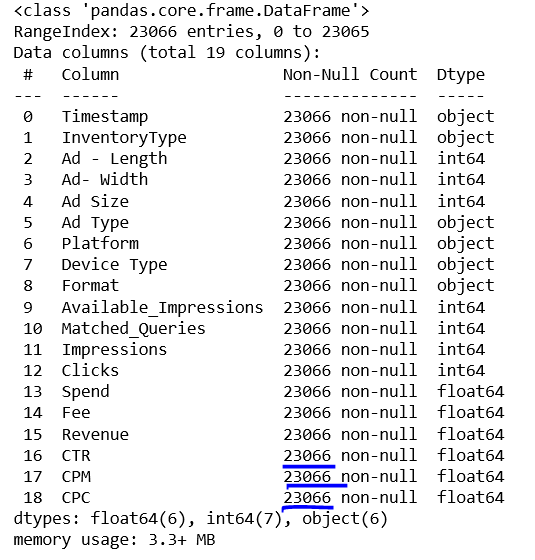 <class 'pandas.core.frame.DataFrame'>
RangeIndex: 23066 entries, 0 to 23065
Data columns (total 19 columns):
 #   Column                 Non-Null Count  Dtype
---  ------                 --------------  -----
 0   Timestamp              23066 non-null  object
 1   InventoryType          23066 non-null  object
 2   Ad - Length            23066 non-null  int64
 3   Ad- Width              23066 non-null  int64
 4   Ad Size                23066 non-null  int64
 5   Ad Type                23066 non-null  object
 6   Platform               23066 non-null  object
 7   Device Type            23066 non-null  object
 8   Format                 23066 non-null  object
 9   Available_Impressions  23066 non-null  int64
 10  Matched_Queries        23066 non-null  int64
 11  Impressions            23066 non-null  int64
 12  Clicks                 23066 non-null  int64
 13  Spend                  23066 non-null  float64
 14  Fee                    23066 non-null  float64
 15  Revenue                23066 non-null  float64
 16  CTR                    23066 non-null  float64
 17  CPM                    23066 non-null  float64
 18  CPC                    23066 non-null  float64
dtypes: float64(6), int64(7), object(6)
memory usage: 3.3+ MB